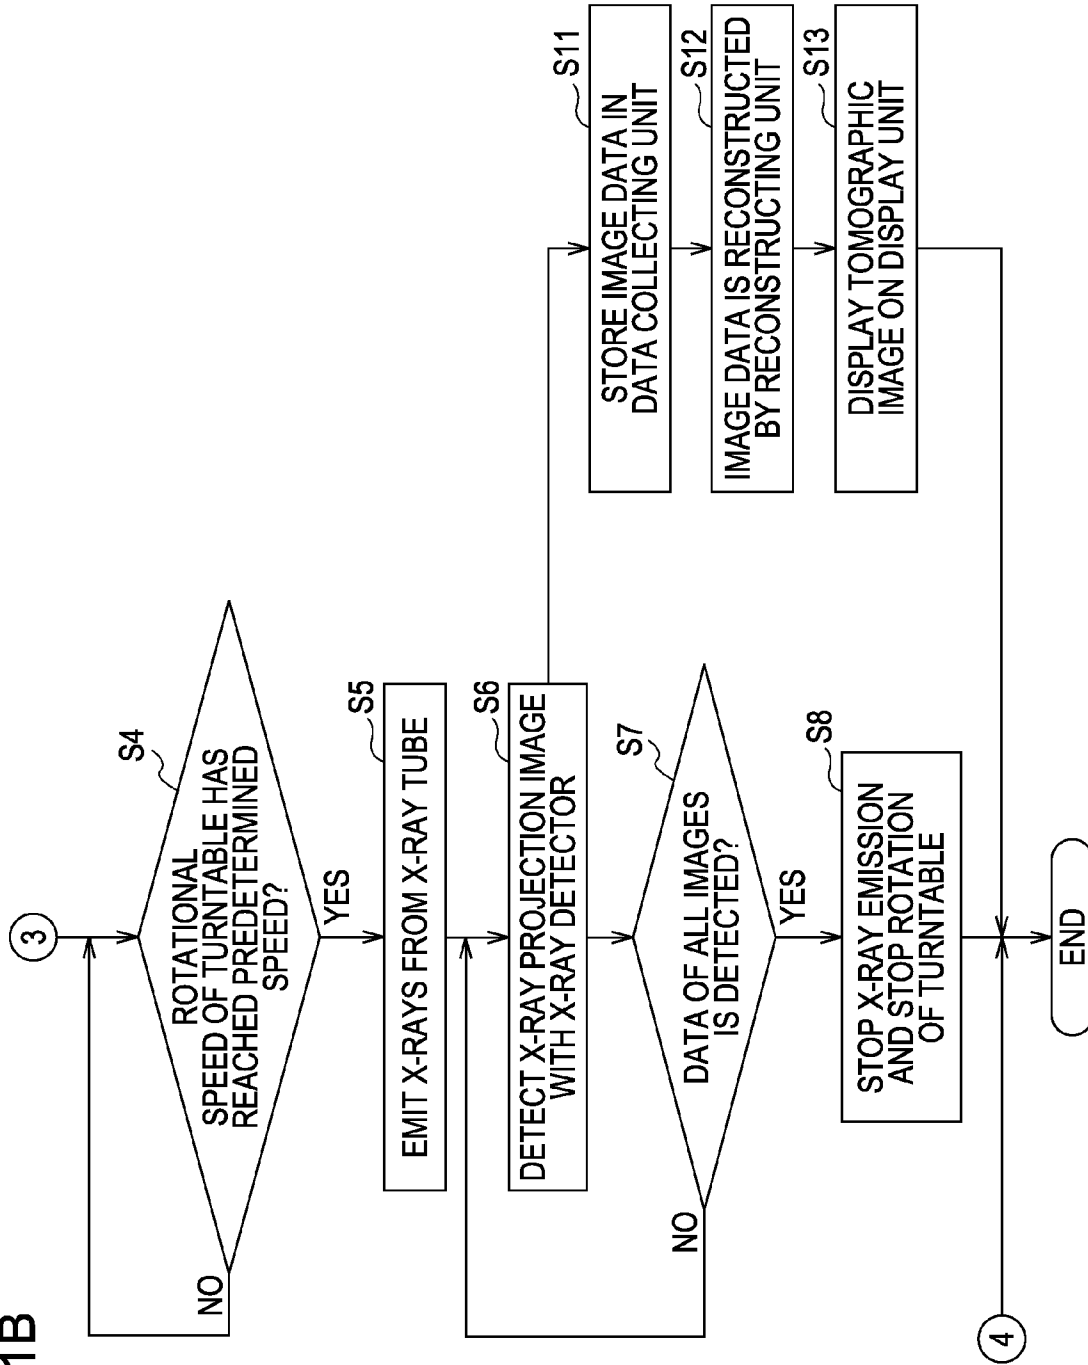 1B
3
S4
ROTATIONAL
SPEED OF TURNTABLE HAS
REACHED PREDETERMINED
SPEED?
NO
YES
S5
EMIT X-RAYS FROM X-RAY TUBE
S6
DETECT X-RAY PROJECTION IMAGE
WITH X-RAY DETECTOR
S7
DATA OF ALL IMAGES
IS DETECTED?
NO
YES
S8
STOP X-RAY EMISSION
AND STOP ROTATION
OF TURNTABLE
S11
STORE IMAGE DATA IN
DATA COLLECTING UNIT
S12
IMAGE DATA IS RECONSTRUCTED
BY RECONSTRUCTING UNIT
S13
DISPLAY TOMOGRAPHIC
IMAGE ON DISPLAY UNIT
4
END